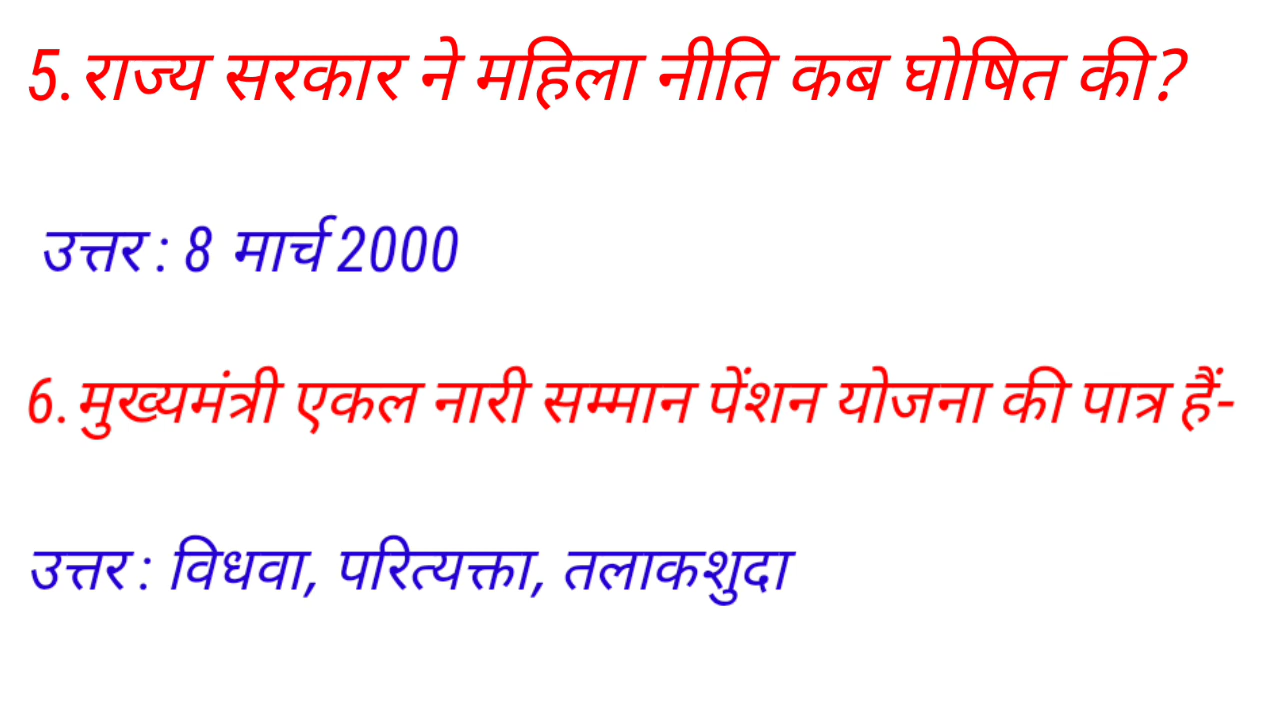 5. राज्य सरकार ने महिला नीति कब घोषित की?
उत्तर : 8 मार्च 2000
6. मुख्यमंत्री एकल नारी सम्मान पेंशन योजना की पात्र हैं-
उत्तर : विधवा, परित्यक्ता, तलाकशुदा